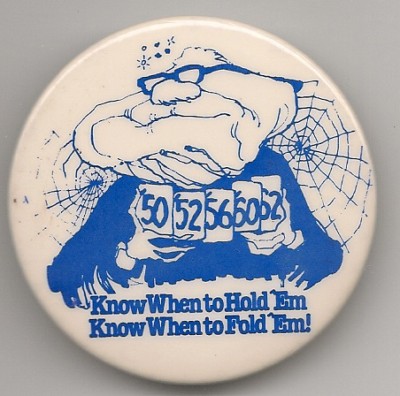 '50 '52 '56 '60 '62
Know When to Hold 'Em
Know When to Fold 'Em!